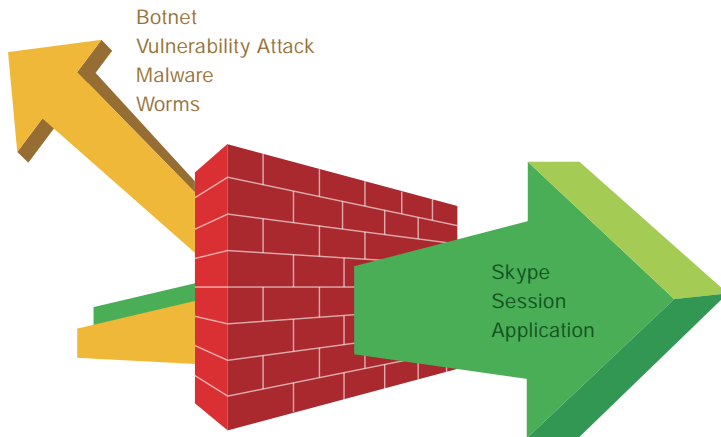 Botnet
Vulnerability Attack
Malware
Worms
Skype
Session
Application